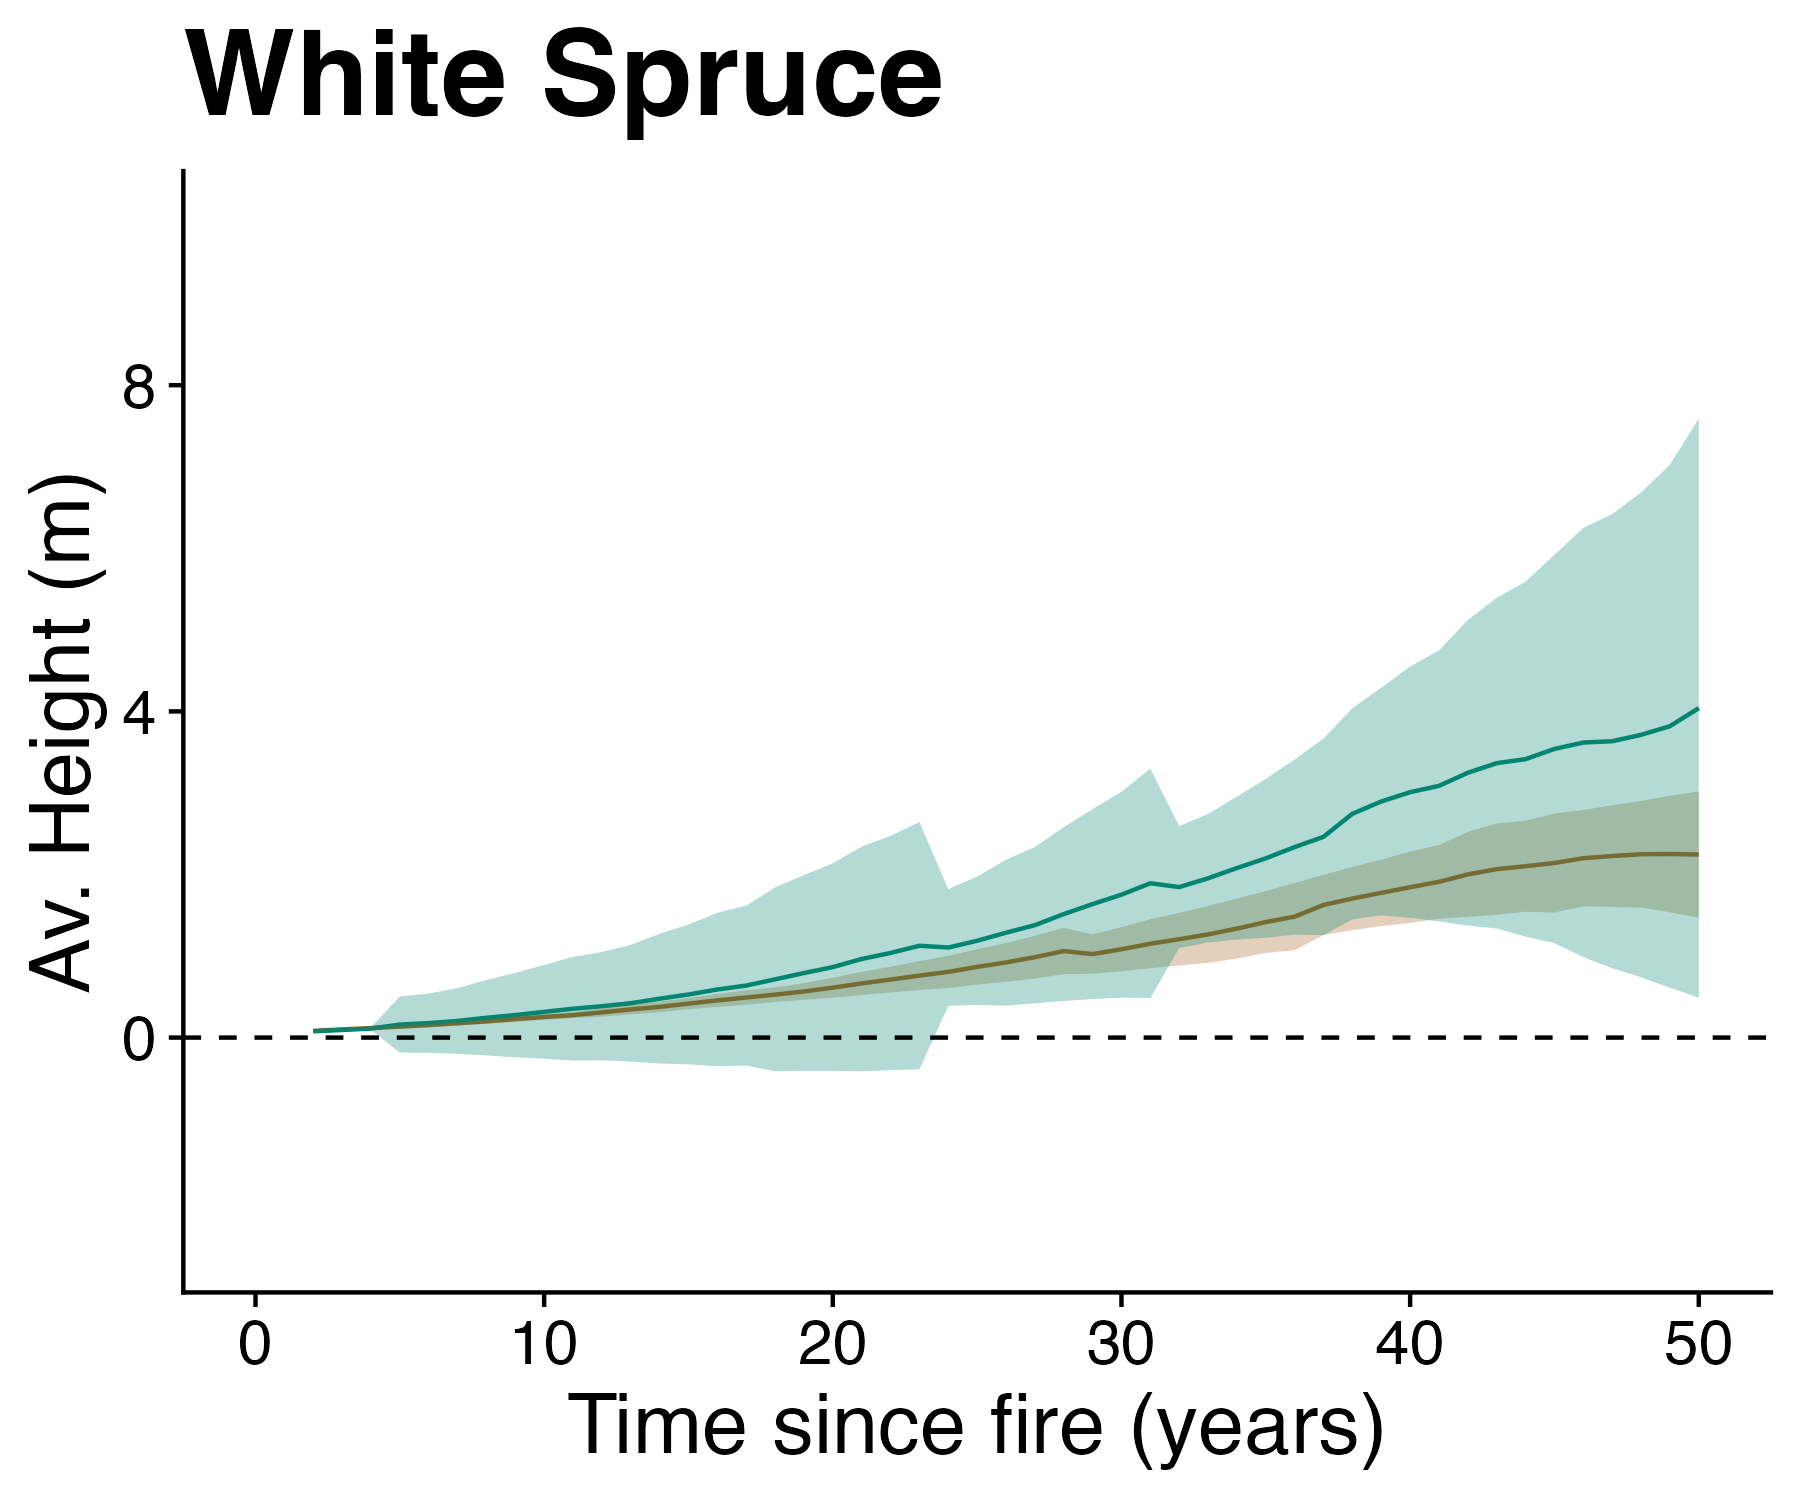 White Spruce
Av. Height (m)
8
4
0
0 10 20 30 40 50
Time since fire (years)